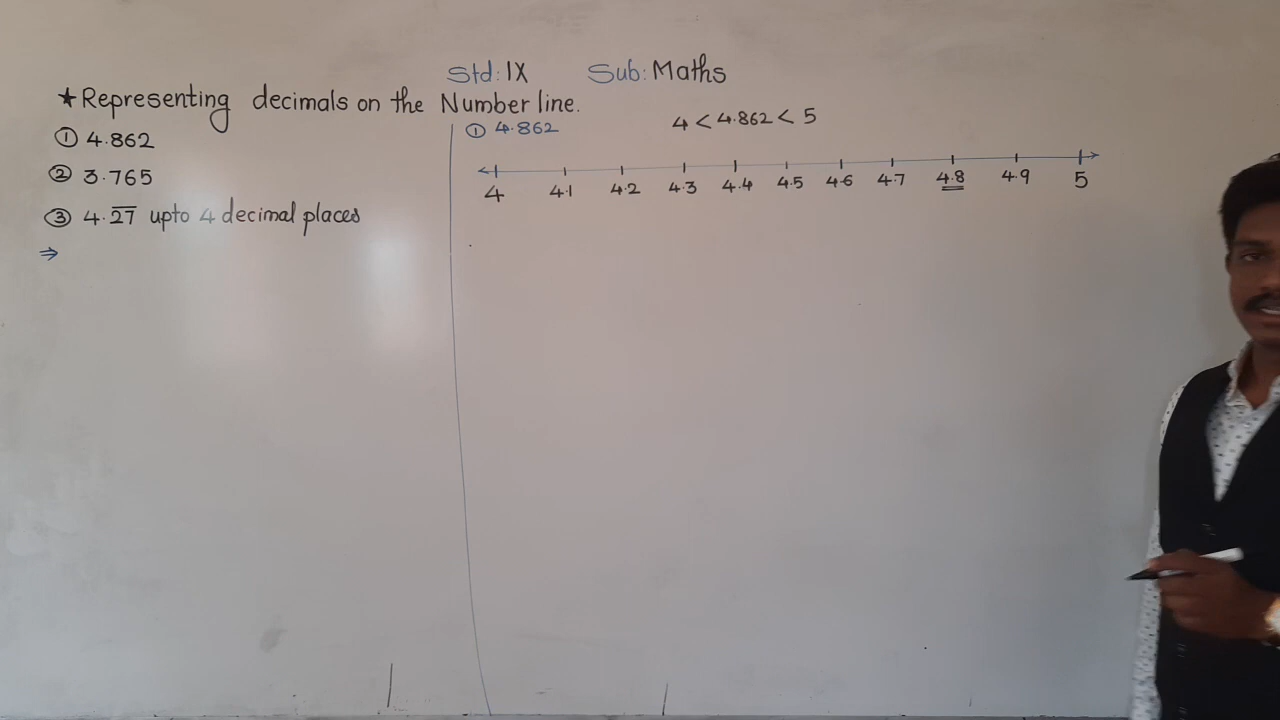 Std: IX Sub: Maths
★ Representing decimals on the Number line.
① 4.862
② 3.765
③ 4.2̅7̅ upto 4 decimal places
⇒
① 4.862 4 < 4.862 < 5
4 4.1 4.2 4.3 4.4 4.5 4.6 4.7 4.8 4.9 5